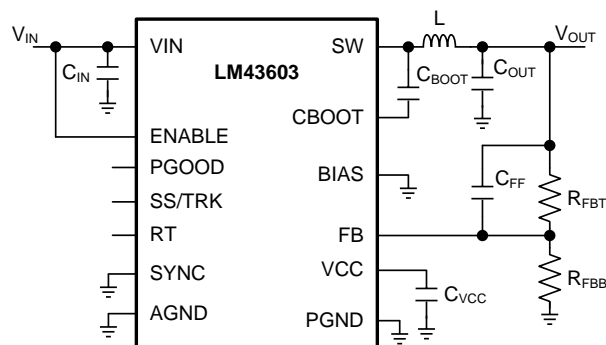 L
VIN
VIN
SW
VOUT
CIN
LM43603
CBOOT
COUT
CBOOT
ENABLE
PGOOD
BIAS
CFF
SS/TRK
RFBT
RT
FB
SYNC
VCC
RFBB
CVCC
AGND
PGND